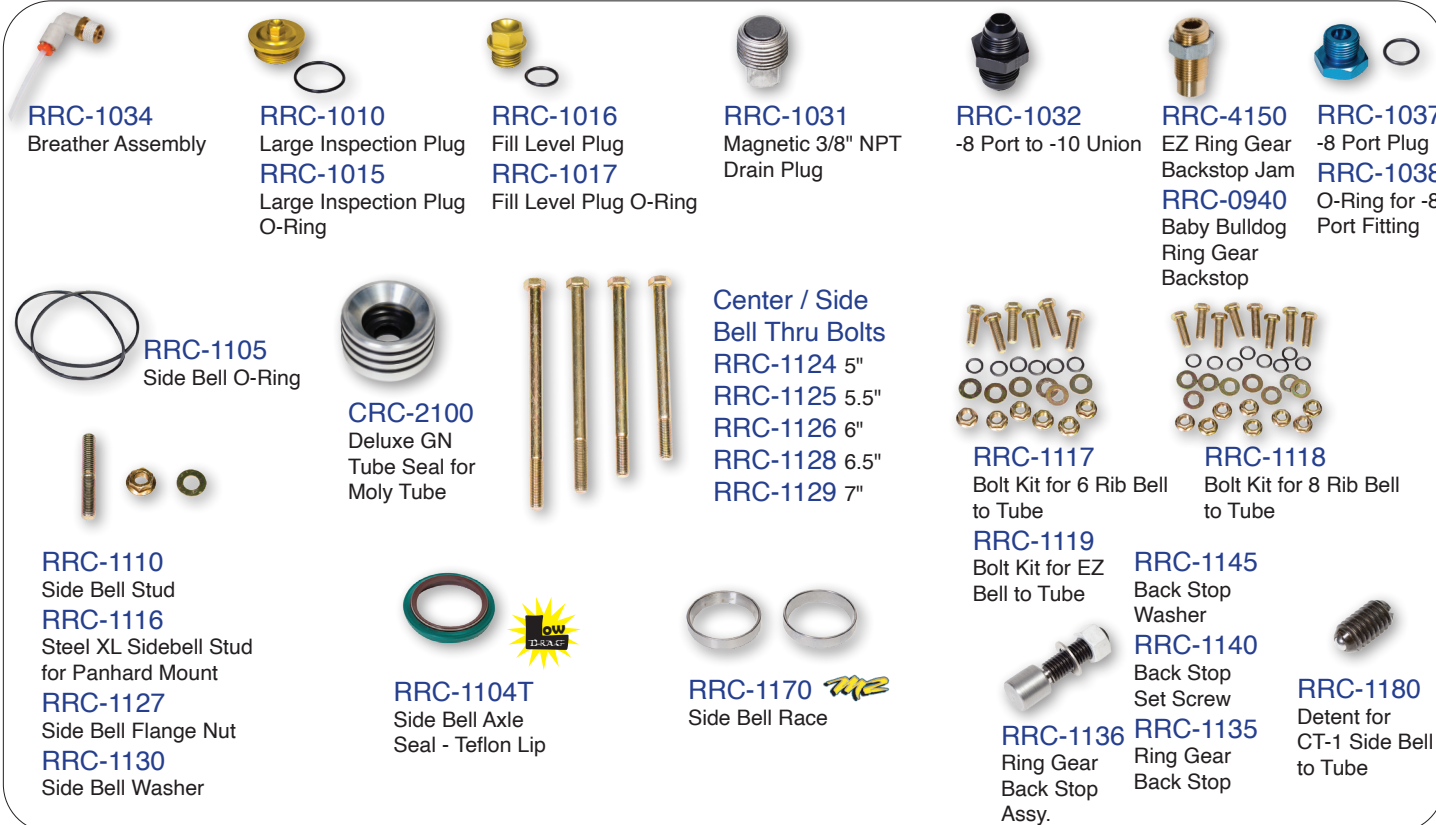 RRC-1034
Breather Assembly
RRC-1010
Large Inspection Plug
RRC-1015
Large Inspection Plug
O-Ring
RRC-1016
Fill Level Plug
RRC-1017
Fill Level Plug O-Ring
RRC-1031
Magnetic 3/8" NPT
Drain Plug
RRC-1032
-8 Port to -10 Union
RRC-4150
EZ Ring Gear
Backstop Jam
RRC-0940
Baby Bulldog
Ring Gear
Backstop
RRC-1037
-8 Port Plug
RRC-1038
O-Ring for -8
Port Fitting
RRC-1105
Side Bell O-Ring
CRC-2100
Deluxe GN
Tube Seal for
Moly Tube
Center / Side
Bell Thru Bolts
RRC-1124 5"
RRC-1125 5.5"
RRC-1126 6"
RRC-1128 6.5"
RRC-1129 7"
RRC-1117
Bolt Kit for 6 Rib Bell
to Tube
RRC-1119
Bolt Kit for EZ
Bell to Tube
RRC-1118
Bolt Kit for 8 Rib Bell
to Tube
RRC-1110
Side Bell Stud
RRC-1116
Steel XL Sidebell Stud
for Panhard Mount
RRC-1127
Side Bell Flange Nut
RRC-1130
Side Bell Washer
LOW
DRAG
RRC-1104T
Side Bell Axle
Seal - Teflon Lip
RRC-1170 M2
Side Bell Race
RRC-1136
Ring Gear
Back Stop
Assy.
RRC-1145
Back Stop
Washer
RRC-1140
Back Stop
Set Screw
RRC-1135
Ring Gear
Back Stop
RRC-1180
Detent for
CT-1 Side Bell
to Tube